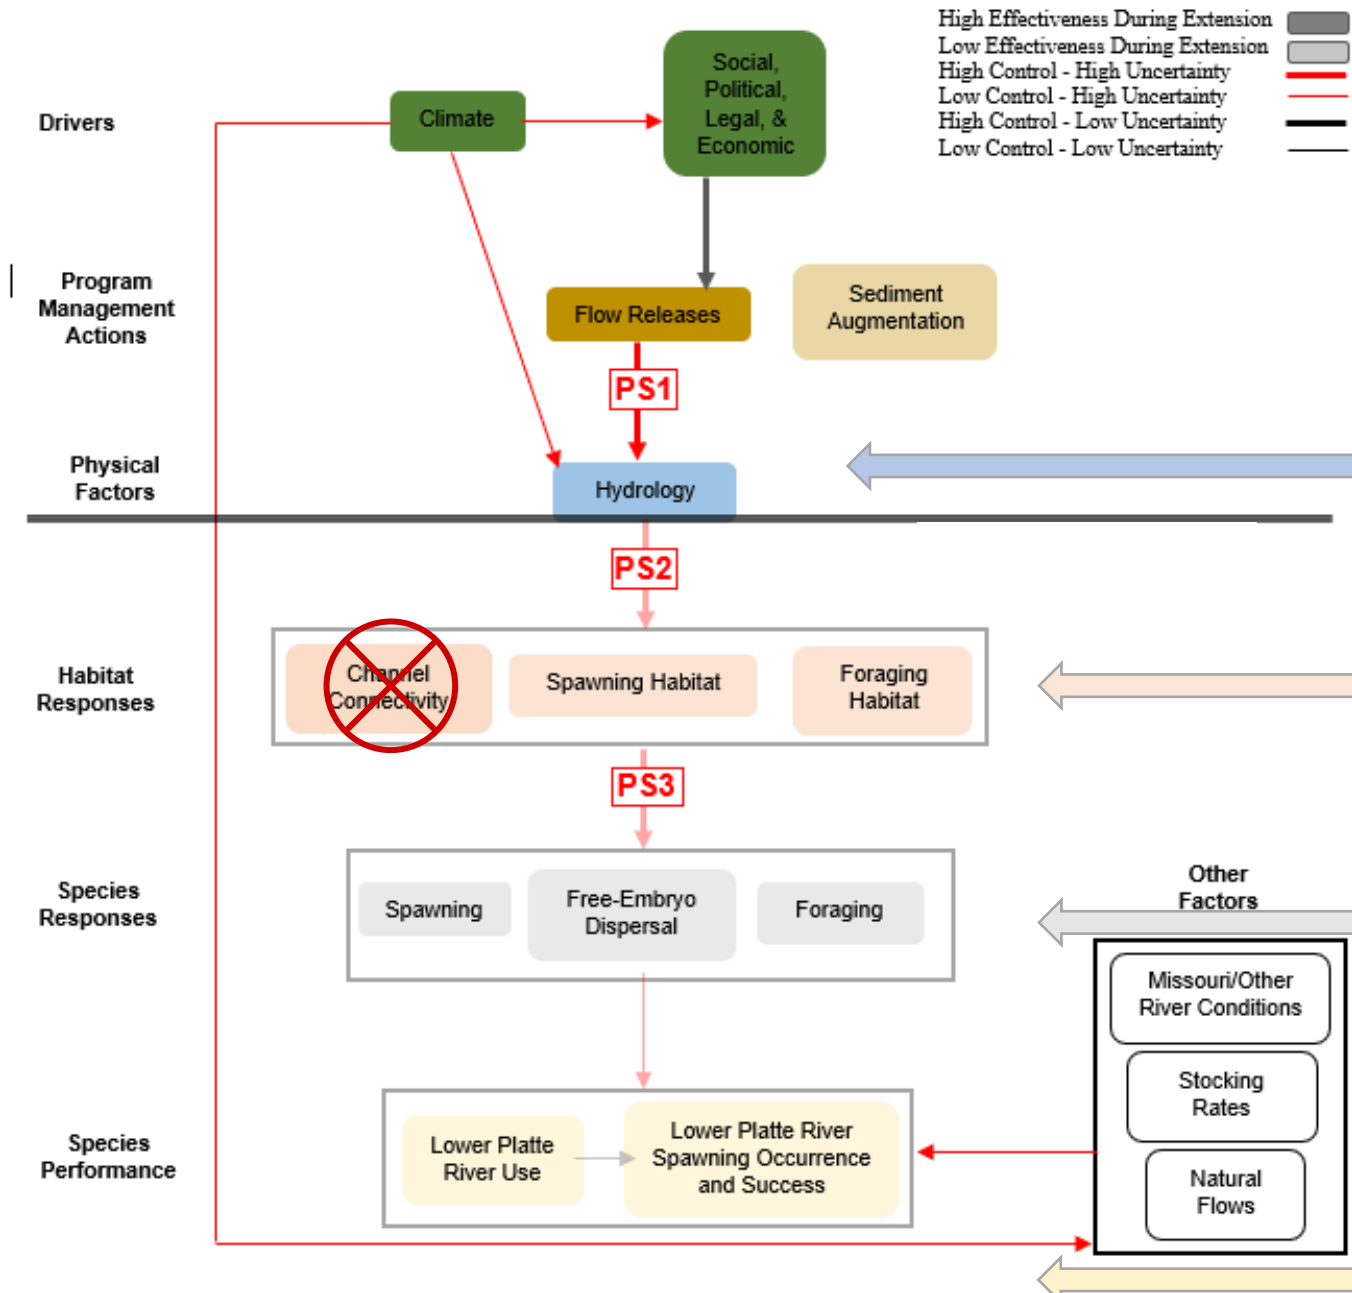 High Effectiveness During Extension
Low Effectiveness During Extension
High Control - High Uncertainty
Low Control - High Uncertainty
High Control - Low Uncertainty
Low Control - Low Uncertainty
Drivers
Climate
Social,
Political,
Legal, &
Economic
Program
Management
Actions
Flow Releases
Sediment
Augmentation
PS1
Physical
Factors
Hydrology
PS2
Habitat
Responses
Channel
Connectivity
Spawning Habitat
Foraging
Habitat
PS3
Species
Responses
Spawning
Free-Embryo
Dispersal
Foraging
Other
Factors
Missouri/Other
River Conditions
Stocking
Rates
Natural
Flows
Species
Performance
Lower Platte
River Use
Lower Platte River
Spawning Occurrence
and Success